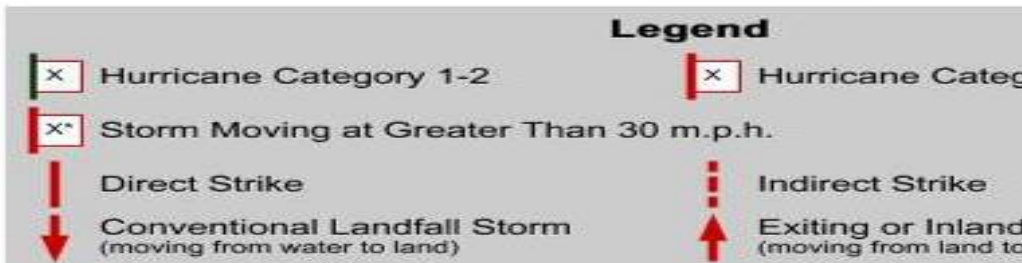 Legend
× Hurricane Category 1-2
× Hurricane Categ
×* Storm Moving at Greater Than 30 m.p.h.
Direct Strike
Indirect Strike
Conventional Landfall Storm
(moving from water to land)
Exiting or Inland
(moving from land to